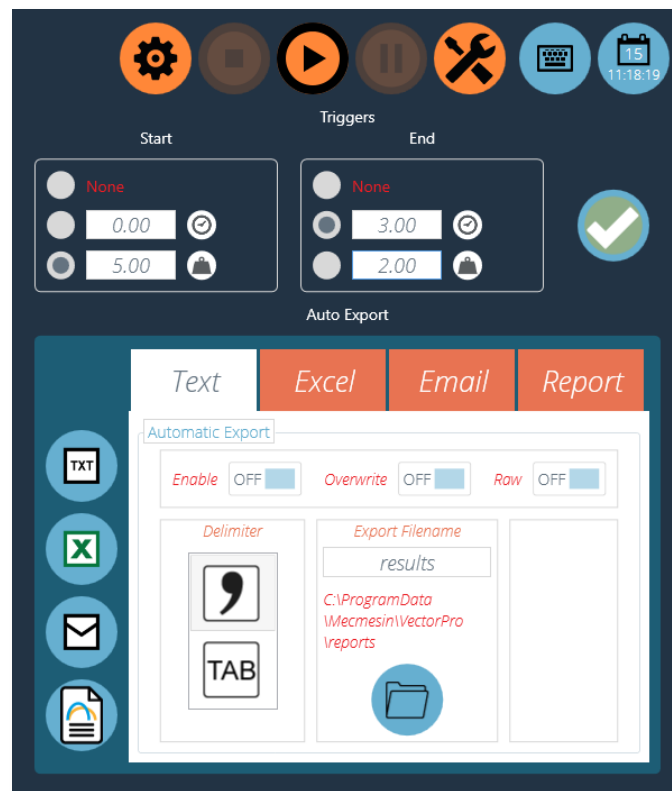 15
11:18:19
Triggers
Start
End
None
None
0.00
3.00
5.00
2.00
Auto Export
Text
Excel
Email
Report
Automatic Export
TXT
Enable OFF
Overwrite OFF
Raw OFF
X
Delimiter
Export Filename
,
results
C:\ProgramData
\Mecmesin\VectorPro
\reports
TAB